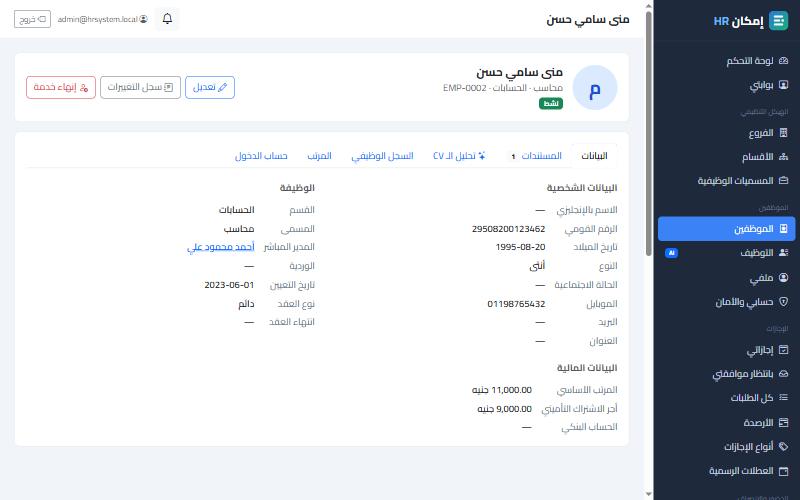 إمكان HR
لوحة التحكم
بوابتي
الهيكل التنظيمي
الفروع
الأقسام
المسميات الوظيفية
الموظفين
الموظفين
التوظيف AI
ملفي
حسابي والأمان
الإجازات
إجازاتي
بانتظار موافقتي
كل الطلبات
الأرصدة
أنواع الإجازات
العطلات الرسمية
منى سامي حسن
admin@hrsystem.local
خروج
م
منى سامي حسن
محاسب · الحسابات · EMP-0002
نشط
تعديل
سجل التغييرات
إنهاء خدمة
البيانات
المستندات 1
تحليل الـ CV
السجل الوظيفي
المرتب
حساب الدخول
البيانات الشخصية
الاسم بالإنجليزي —
الرقم القومي 29508200123462
تاريخ الميلاد 1995-08-20
النوع أنثى
الحالة الاجتماعية —
الموبايل 01198765432
البريد —
العنوان —
الوظيفة
القسم الحسابات
المسمى محاسب
المدير المباشر أحمد محمود علي
الوردية —
تاريخ التعيين 2023-06-01
نوع العقد دائم
انتهاء العقد —
البيانات المالية
المرتب الأساسي 11,000.00 جنيه
أجر الاشتراك التأميني 9,000.00 جنيه
الحساب البنكي —